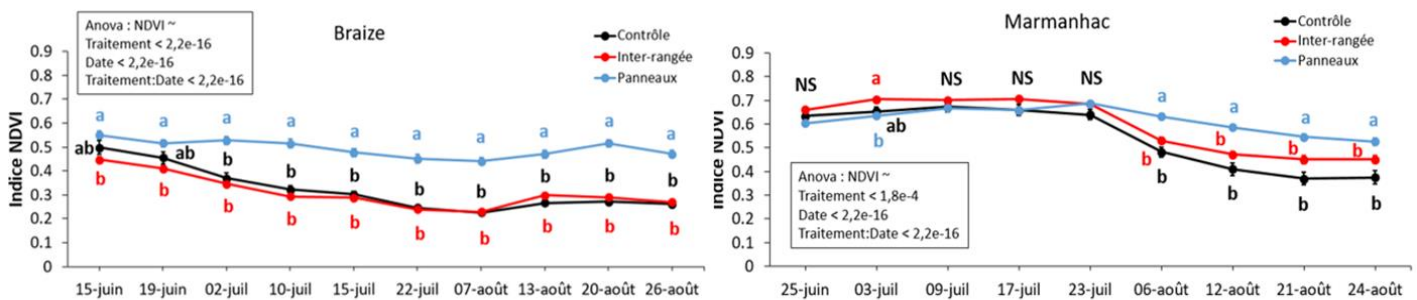 Braize
Anova : NDVI ~
Traitement < 2,2e-16
Date < 2,2e-16
Traitement:Date < 2,2e-16
Contrôle
Inter-rangée
Panneaux
Indice NDVI
0.9
0.8
0.7
0.6
0.5
0.4
0.3
0.2
0.1
0
a a a a a a a a a a
ab ab b b b b b b b b
b b b b b b b b b b
15-juin 19-juin 02-juil 10-juil 15-juil 22-juil 07-août 13-août 20-août 26-août
Marmanhac
Contrôle
Inter-rangée
Panneaux
Indice NDVI
0.9
0.8
0.7
0.6
0.5
0.4
0.3
0.2
0.1
0
NS a NS NS NS a a a a
b ab
b b b b
b b b b
Anova : NDVI ~
Traitement < 1,8e-4
Date < 2,2e-16
Traitement:Date < 2,2e-16
25-juin 03-juil 09-juil 17-juil 23-juil 06-août 12-août 21-août 24-août